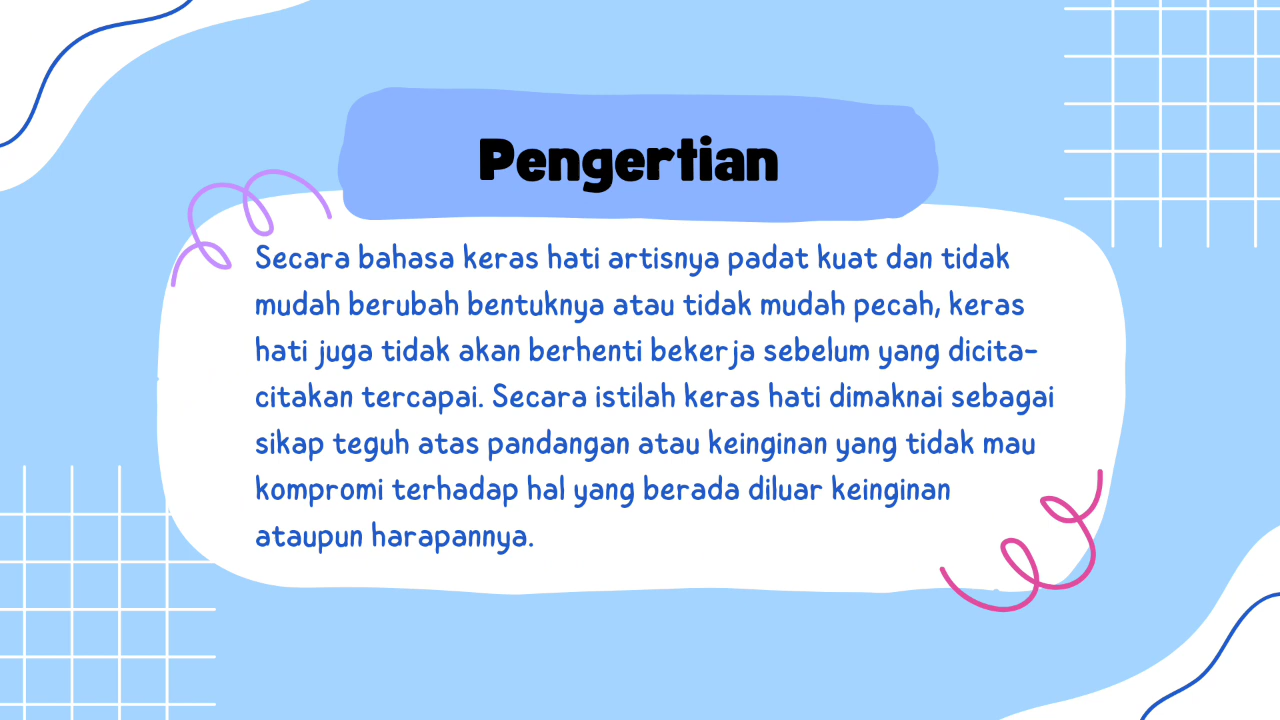 Pengertian
Secara bahasa keras hati artisnya padat kuat dan tidak
mudah berubah bentuknya atau tidak mudah pecah, keras
hati juga tidak akan berhenti bekerja sebelum yang dicita-
citakan tercapai. Secara istilah keras hati dimaknai sebagai
sikap teguh atas pandangan atau keinginan yang tidak mau
kompromi terhadap hal yang berada diluar keinginan
ataupun harapannya.